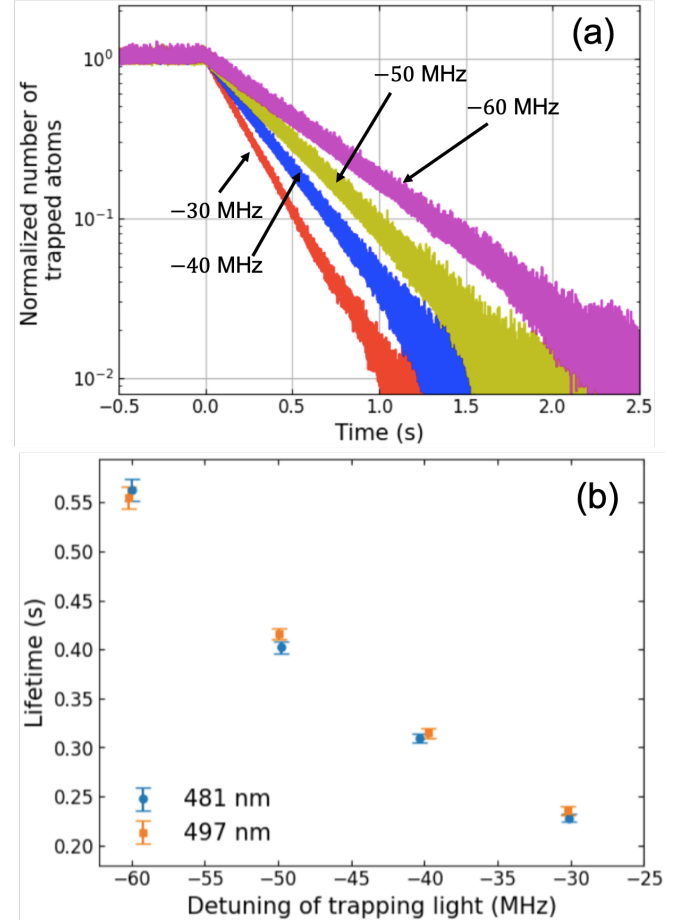 (a)
10⁰
10⁻¹
10⁻²
Normalized number of
trapped atoms
−50 MHz
−60 MHz
−30 MHz
−40 MHz
−0.5 0.0 0.5 1.0 1.5 2.0 2.5
Time (s)
(b)
0.55
0.50
0.45
0.40
0.35
0.30
0.25
0.20
Lifetime (s)
481 nm
497 nm
−60 −55 −50 −45 −40 −35 −30 −25
Detuning of trapping light (MHz)